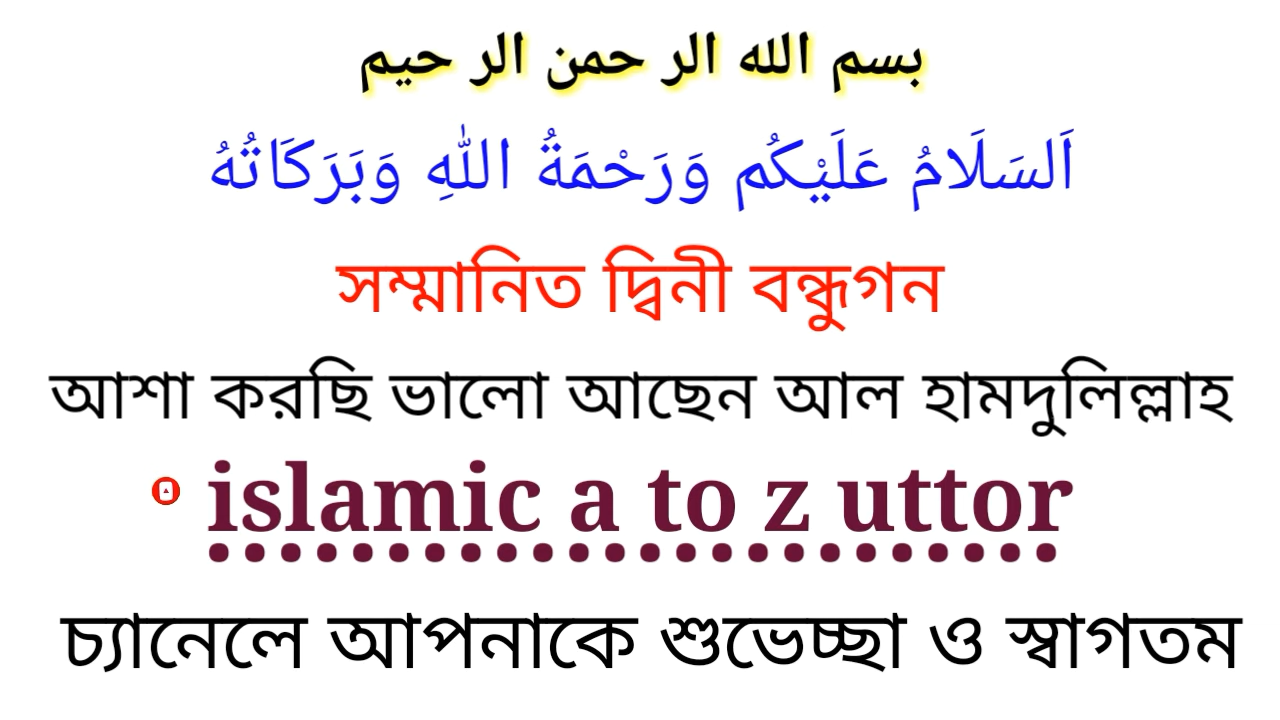 بسم الله الر حمن الر حيم
اَلسَلَامُ عَلَيْكُم وَرَحْمَةُ اللّٰهِ وَبَرَكَاتُهُ
সম্মানিত দ্বিনী বন্ধুগন
আশা করছি ভালো আছেন আল হামদুলিল্লাহ
islamic a to z uttor
চ্যানেলে আপনাকে শুভেচ্ছা ও স্বাগতম